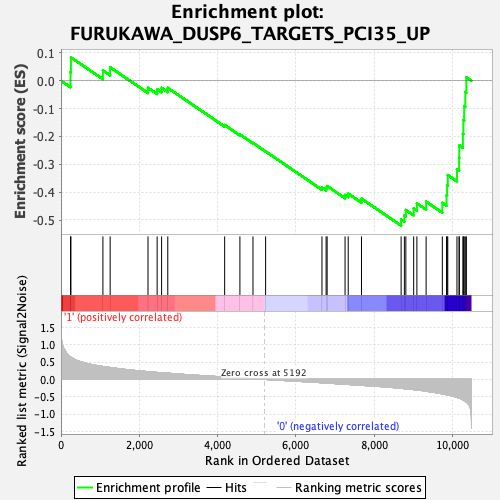 Enrichment plot:
FURUKAWA_DUSP6_TARGETS_PCI35_UP
Enrichment score (ES)
0.1
0.0
-0.1
-0.2
-0.3
-0.4
-0.5
'1' (positively correlated)
Ranked list metric (Signal2Noise)
1.5
1.0
0.5
0.0
-0.5
-1.0
-1.5
Zero cross at 5192
'0' (negatively correlated)
0 2,000 4,000 6,000 8,000 10,000
Rank in Ordered Dataset
Enrichment profile Hits Ranking metric scores